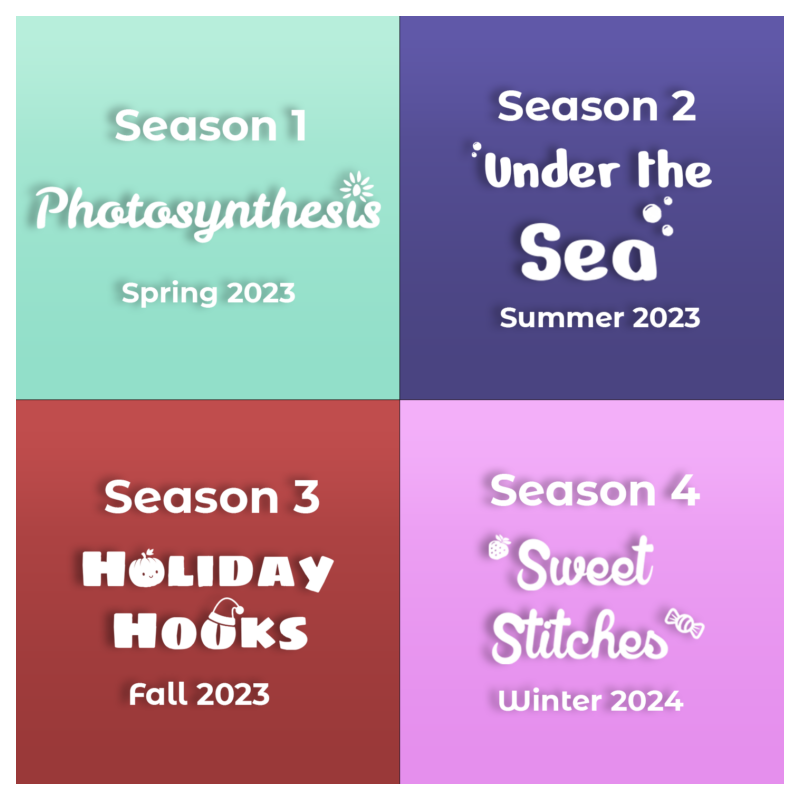 Season 1
Photosynthesis
Spring 2023
Season 2
Under the
Sea
Summer 2023
Season 3
Holiday
Hooks
Fall 2023
Season 4
Sweet
Stitches
Winter 2024